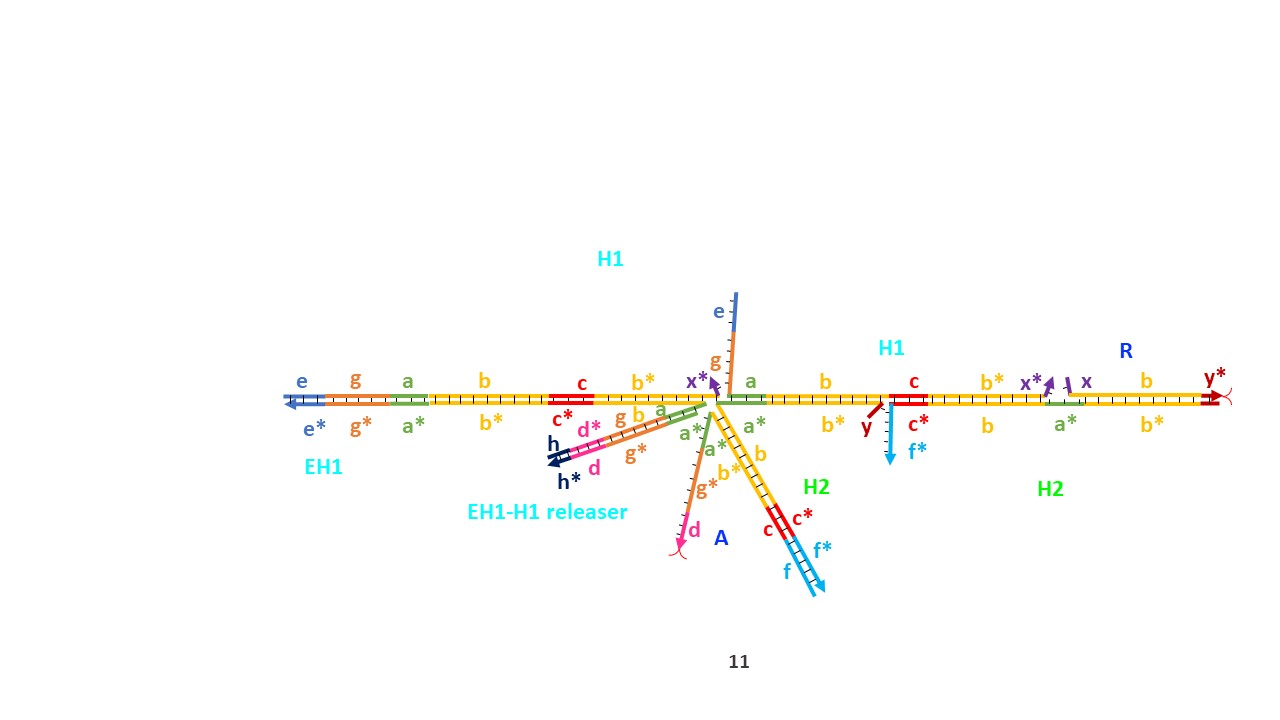 H1
e
g
H1
R
e g a b c b* x* a b c b* x* x b y*
e* g* a* b* c* g b a a* b* y c* b a* b*
h d* a* a* b f*
g*
d b*
EH1 h* g* H2 H2
EH1-H1 releaser c c*
d A f*
f
11